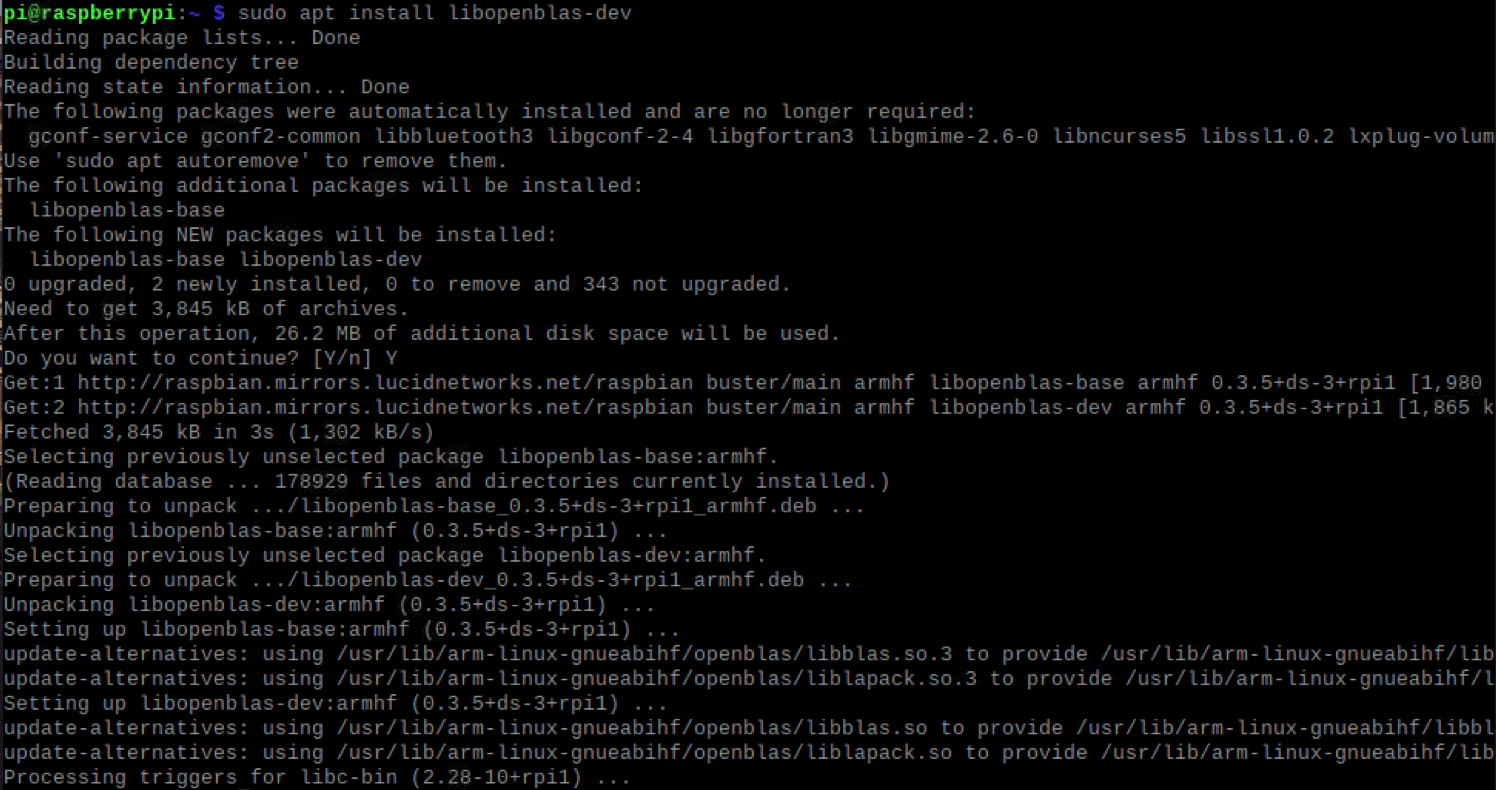 pi@raspberrypi:~ $ sudo apt install libopenblas-dev
Reading package lists... Done
Building dependency tree
Reading state information... Done
The following packages were automatically installed and are no longer required:
  gconf-service gconf2-common libbluetooth3 libgconf-2-4 libgfortran3 libgmime-2.6-0 libncurses5 libssl1.0.2 lxplug-volum
Use 'sudo apt autoremove' to remove them.
The following additional packages will be installed:
  libopenblas-base
The following NEW packages will be installed:
  libopenblas-base libopenblas-dev
0 upgraded, 2 newly installed, 0 to remove and 343 not upgraded.
Need to get 3,845 kB of archives.
After this operation, 26.2 MB of additional disk space will be used.
Do you want to continue? [Y/n] Y
Get:1 http://raspbian.mirrors.lucidnetworks.net/raspbian buster/main armhf libopenblas-base armhf 0.3.5+ds-3+rpi1 [1,980
Get:2 http://raspbian.mirrors.lucidnetworks.net/raspbian buster/main armhf libopenblas-dev armhf 0.3.5+ds-3+rpi1 [1,865 k
Fetched 3,845 kB in 3s (1,302 kB/s)
Selecting previously unselected package libopenblas-base:armhf.
(Reading database ... 178929 files and directories currently installed.)
Preparing to unpack .../libopenblas-base_0.3.5+ds-3+rpi1_armhf.deb ...
Unpacking libopenblas-base:armhf (0.3.5+ds-3+rpi1) ...
Selecting previously unselected package libopenblas-dev:armhf.
Preparing to unpack .../libopenblas-dev_0.3.5+ds-3+rpi1_armhf.deb ...
Unpacking libopenblas-dev:armhf (0.3.5+ds-3+rpi1) ...
Setting up libopenblas-base:armhf (0.3.5+ds-3+rpi1) ...
update-alternatives: using /usr/lib/arm-linux-gnueabihf/openblas/libblas.so.3 to provide /usr/lib/arm-linux-gnueabihf/lib
update-alternatives: using /usr/lib/arm-linux-gnueabihf/openblas/liblapack.so.3 to provide /usr/lib/arm-linux-gnueabihf/l
Setting up libopenblas-dev:armhf (0.3.5+ds-3+rpi1) ...
update-alternatives: using /usr/lib/arm-linux-gnueabihf/openblas/libblas.so to provide /usr/lib/arm-linux-gnueabihf/libbl
update-alternatives: using /usr/lib/arm-linux-gnueabihf/openblas/liblapack.so to provide /usr/lib/arm-linux-gnueabihf/lib
Processing triggers for libc-bin (2.28-10+rpi1) ...